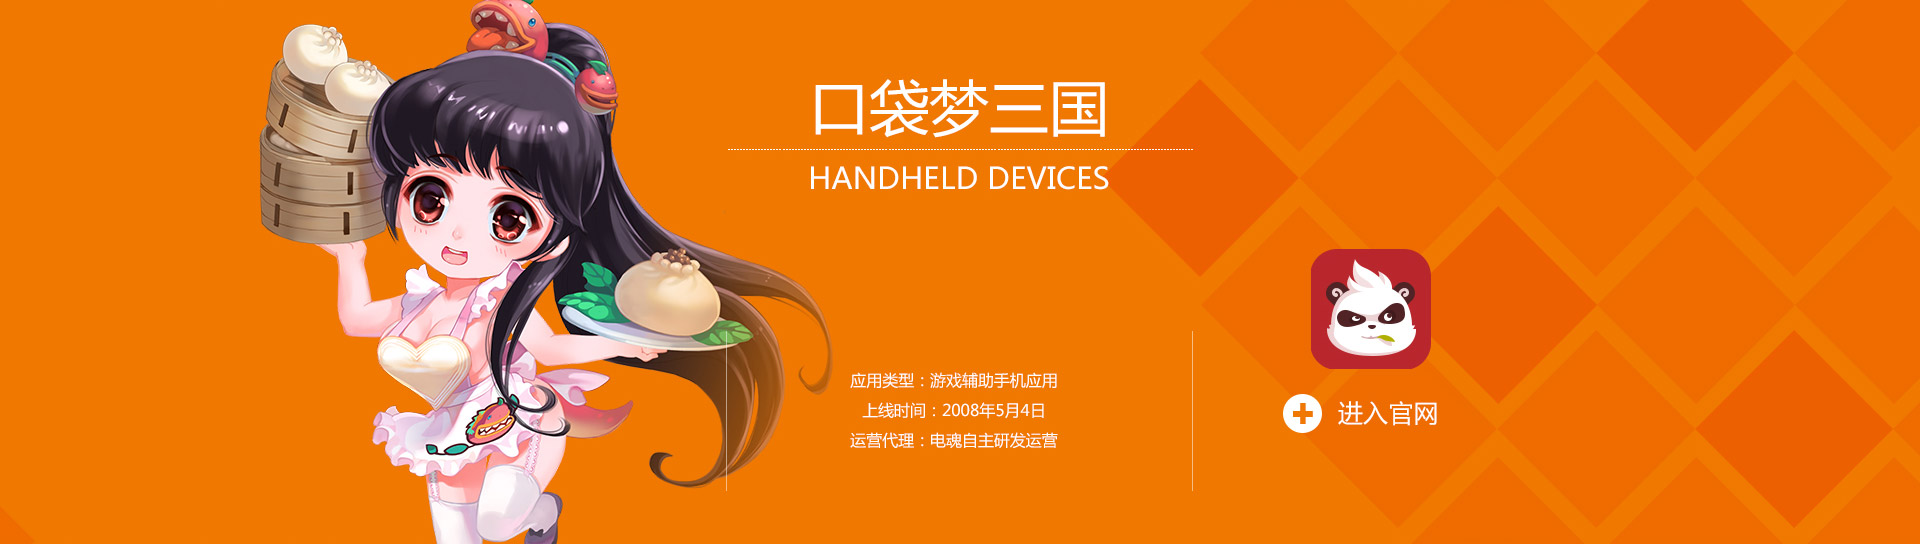 口袋梦三国
HANDHELD DEVICES
应用类型：游戏辅助手机应用
上线时间：2008年5月4日
运营代理：电魂自主研发运营
进入官网